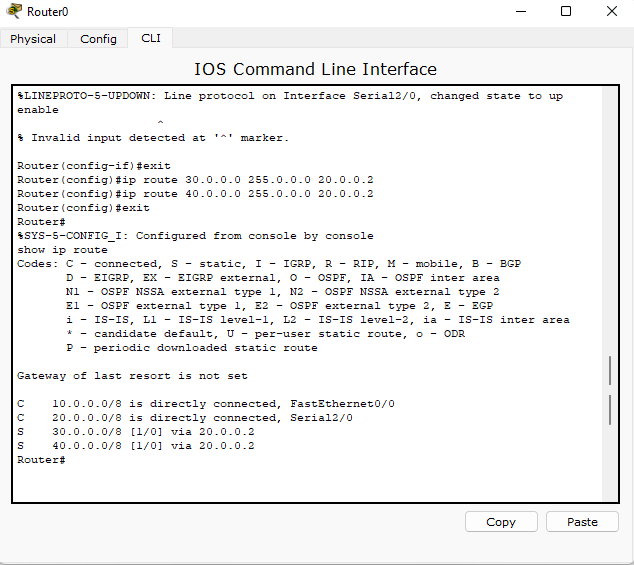 Router0
Physical Config CLI
IOS Command Line Interface
%LINEPROTO-5-UPDOWN: Line protocol on Interface Serial2/0, changed state to up
enable
^
% Invalid input detected at '^' marker.
Router(config-if)#exit
Router(config)#ip route 30.0.0.0 255.0.0.0 20.0.0.2
Router(config)#ip route 40.0.0.0 255.0.0.0 20.0.0.2
Router(config)#exit
Router#
%SYS-5-CONFIG_I: Configured from console by console
show ip route
Codes: C - connected, S - static, I - IGRP, R - RIP, M - mobile, B - BGP
D - EIGRP, EX - EIGRP external, O - OSPF, IA - OSPF inter area
N1 - OSPF NSSA external type 1, N2 - OSPF NSSA external type 2
E1 - OSPF external type 1, E2 - OSPF external type 2, E - EGP
i - IS-IS, L1 - IS-IS level-1, L2 - IS-IS level-2, ia - IS-IS inter area
* - candidate default, U - per-user static route, o - ODR
P - periodic downloaded static route
Gateway of last resort is not set
C 10.0.0.0/8 is directly connected, FastEthernet0/0
C 20.0.0.0/8 is directly connected, Serial2/0
S 30.0.0.0/8 [1/0] via 20.0.0.2
S 40.0.0.0/8 [1/0] via 20.0.0.2
Router#
Copy Paste